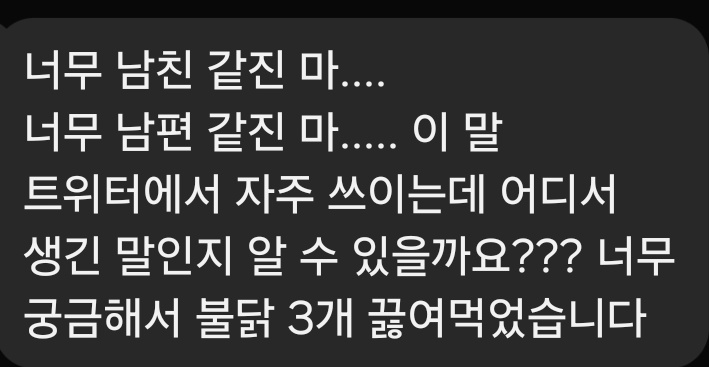 너무 남친 같진 마....
너무 남편 같진 마..... 이 말
트위터에서 자주 쓰이는데 어디서
생긴 말인지 알 수 있을까요??? 너무
궁금해서 불닭 3개 끓여먹었습니다